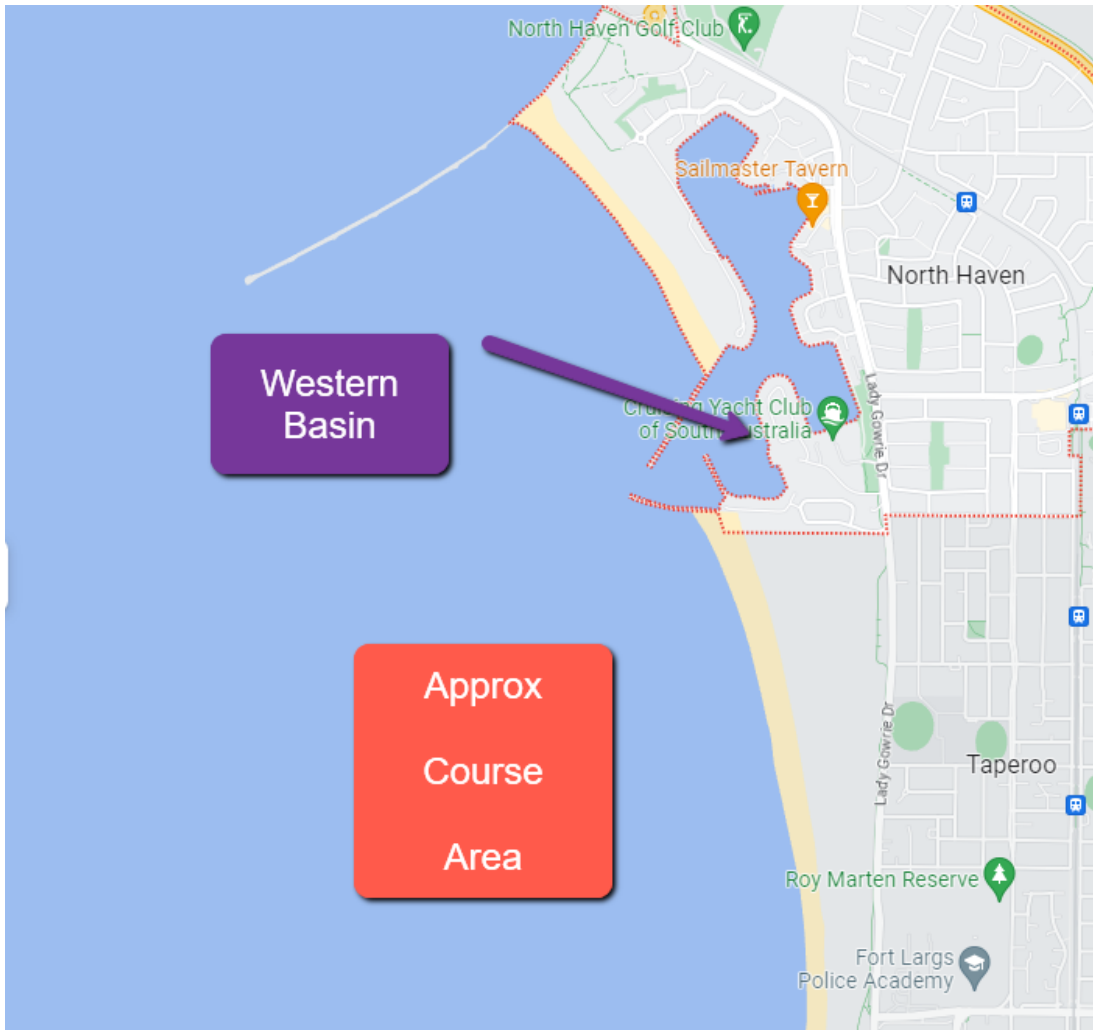 North Haven Golf Club
Sailmaster Tavern
North Haven
Western
Basin
Lady Gowrie Dr
Cruising Yacht Club
of South Australia
Approx
Course
Area
Lady Gowrie Dr
Taperoo
Roy Marten Reserve
Fort Largs
Police Academy